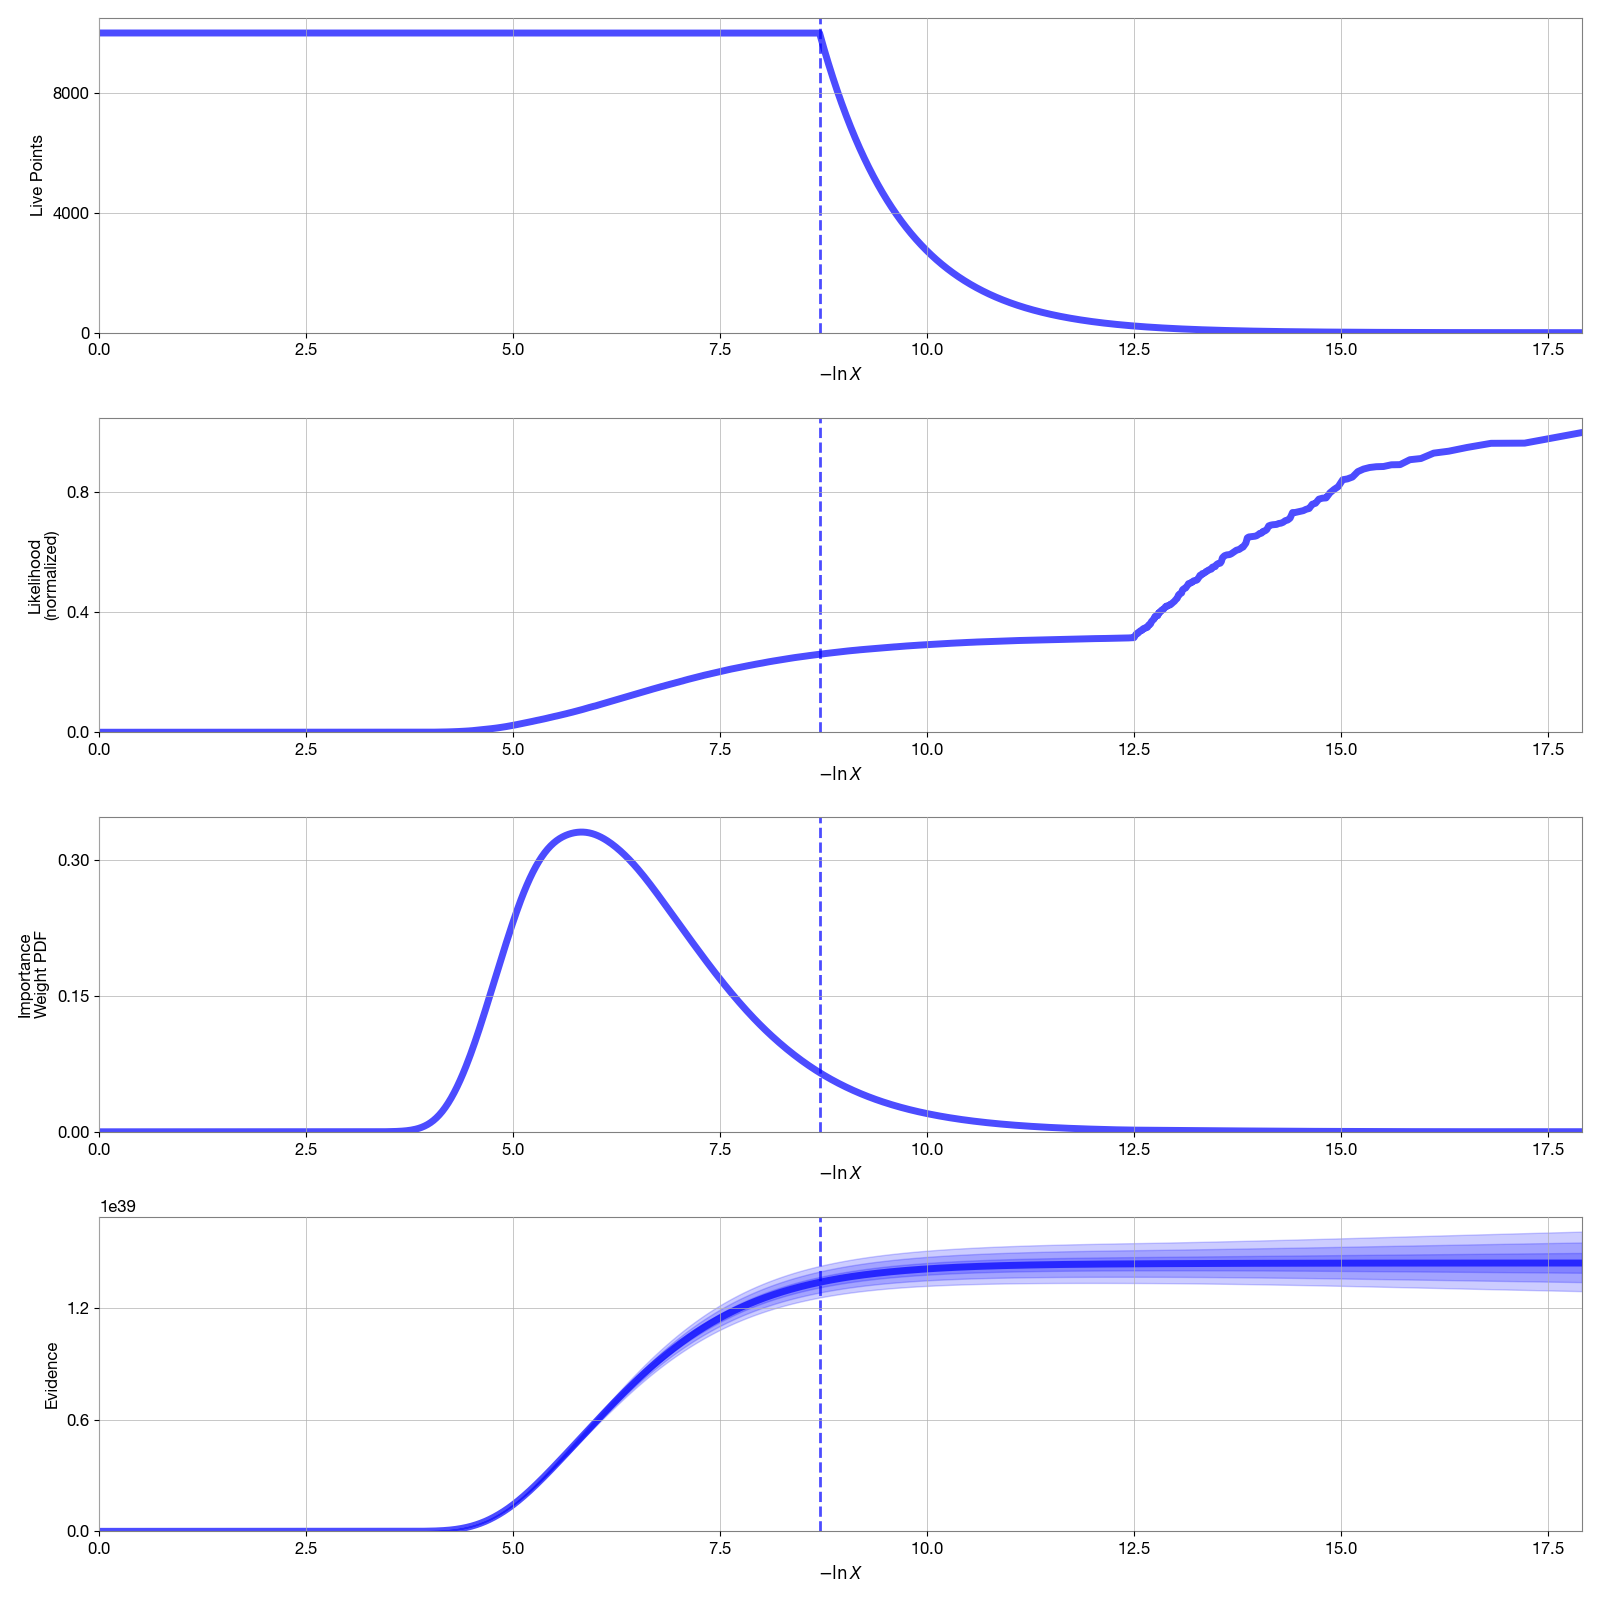 8000
4000
0
Live Points
0.0 2.5 5.0 7.5 10.0 12.5 15.0 17.5
−ln X
0.8
0.4
0.0
Likelihood
(normalized)
0.0 2.5 5.0 7.5 10.0 12.5 15.0 17.5
−ln X
0.30
0.15
0.00
Importance
Weight PDF
0.0 2.5 5.0 7.5 10.0 12.5 15.0 17.5
−ln X
1e39
1.2
0.6
0.0
Evidence
0.0 2.5 5.0 7.5 10.0 12.5 15.0 17.5
−ln X